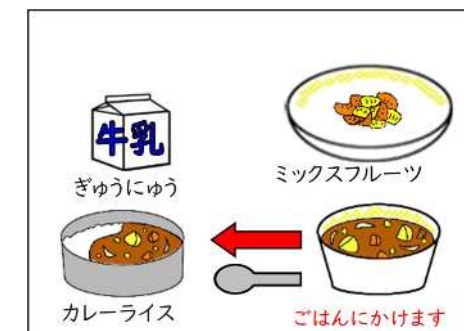 牛乳
ぎゅうにゅう
ミックスフルーツ
カレーライス
ごはんにかけます